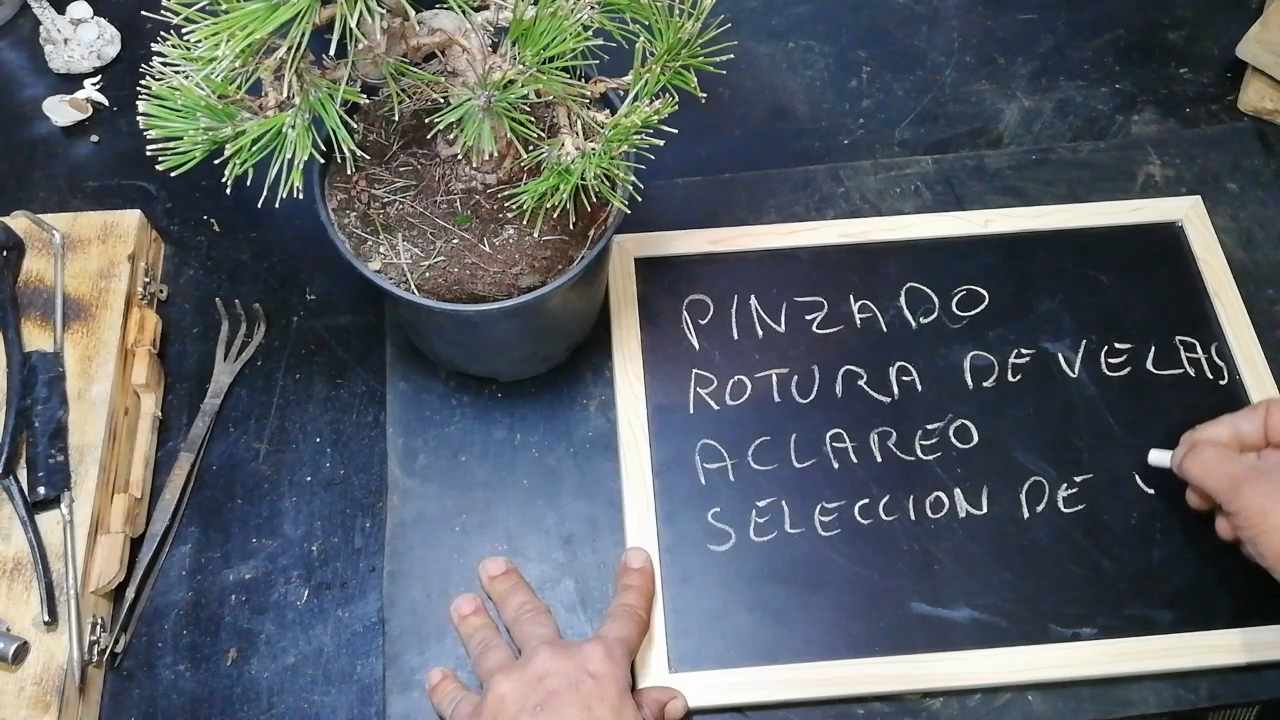 PINZADO
ROTURA DE VELAS
ACLAREO
SELECCION DE